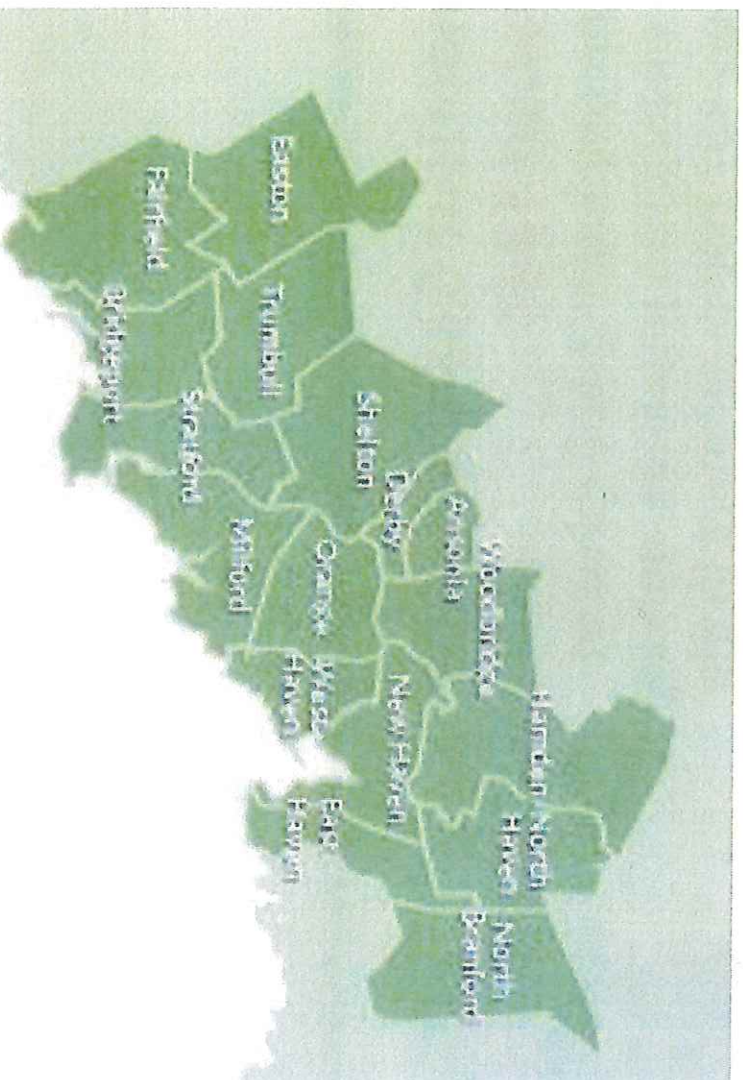 Easton
Fairfield
Trumbull
Bridgeport
Stratford
Shelton
Derby
Ansonia
Milford
Orange
Woodbridge
West
Haven
New Haven
Hamden
North
Haven
East
Haven
North
Branford